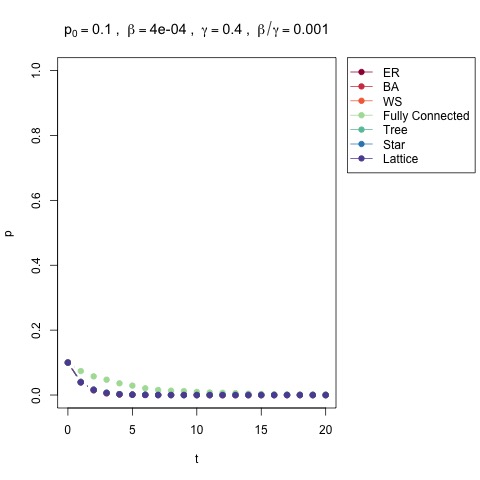 p₀ = 0.1 , β = 4e-04 , γ = 0.4 , β/γ = 0.001
ER
BA
WS
Fully Connected
Tree
Star
Lattice
1.0
0.8
0.6
0.4
0.2
0.0
p
0 5 10 15 20
t